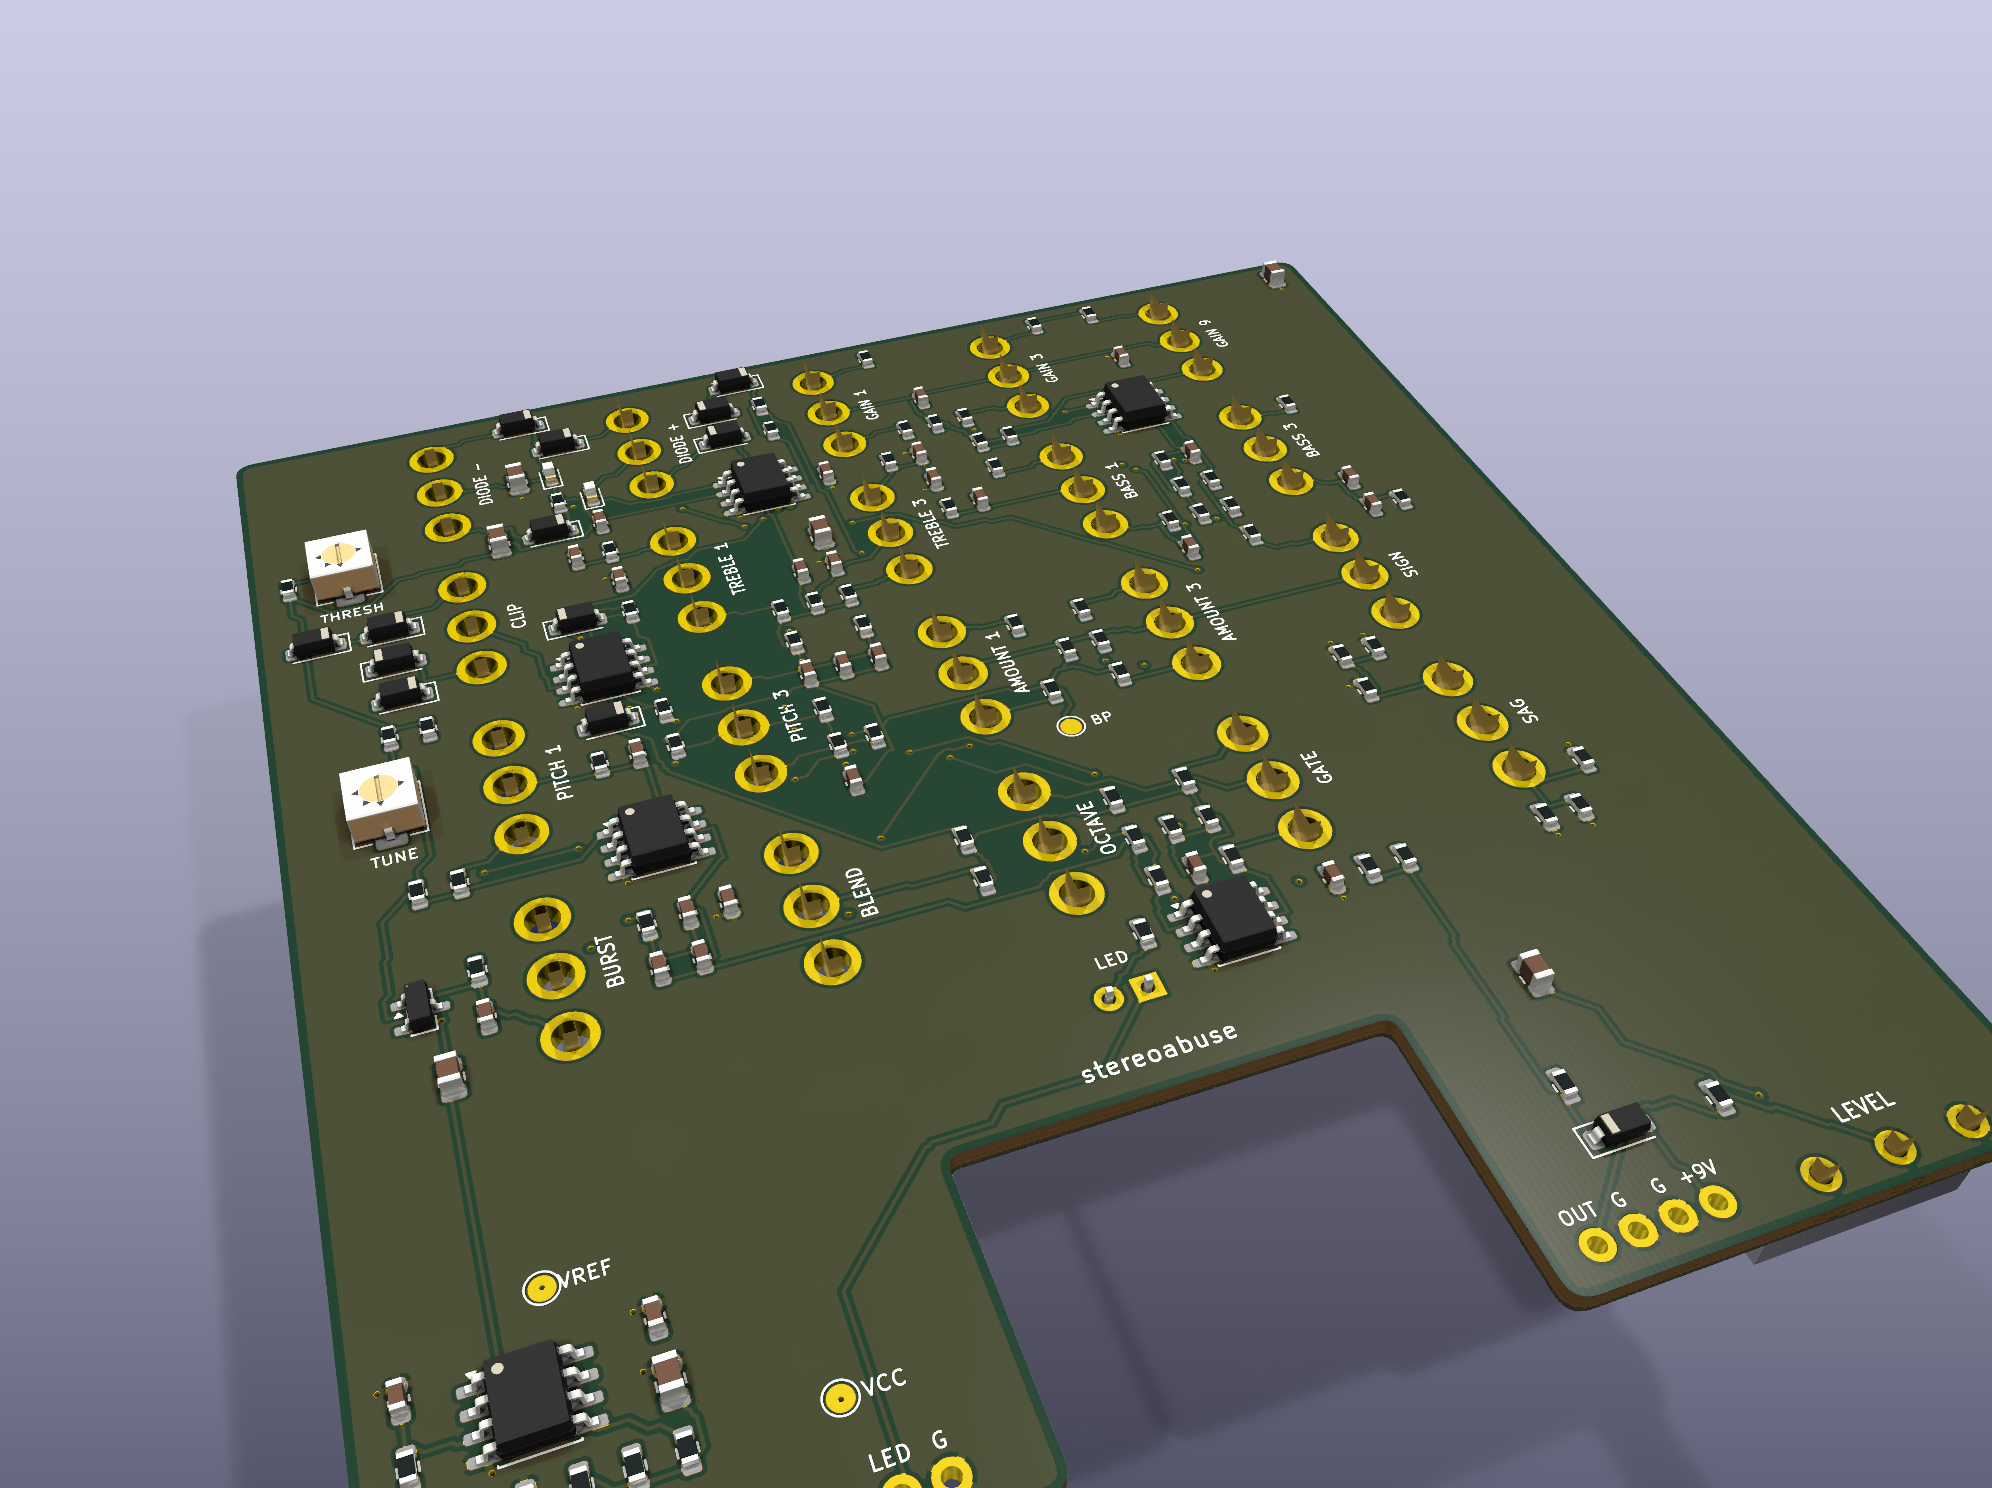 GAIN 9
GAIN 3
GAIN 1
DIODE +
DIODE -
BASS 3
BASS 1
TREBLE 3
TREBLE 1
SIGN
THRESH
CLIP
AMOUNT 3
AMOUNT 1
PITCH 3
BP
SAG
PITCH 1
GATE
TUNE
OCTAVE
BLEND
BURST
LED
stereoabuse
LEVEL
OUT G G +9V
VREF
VCC
LED G